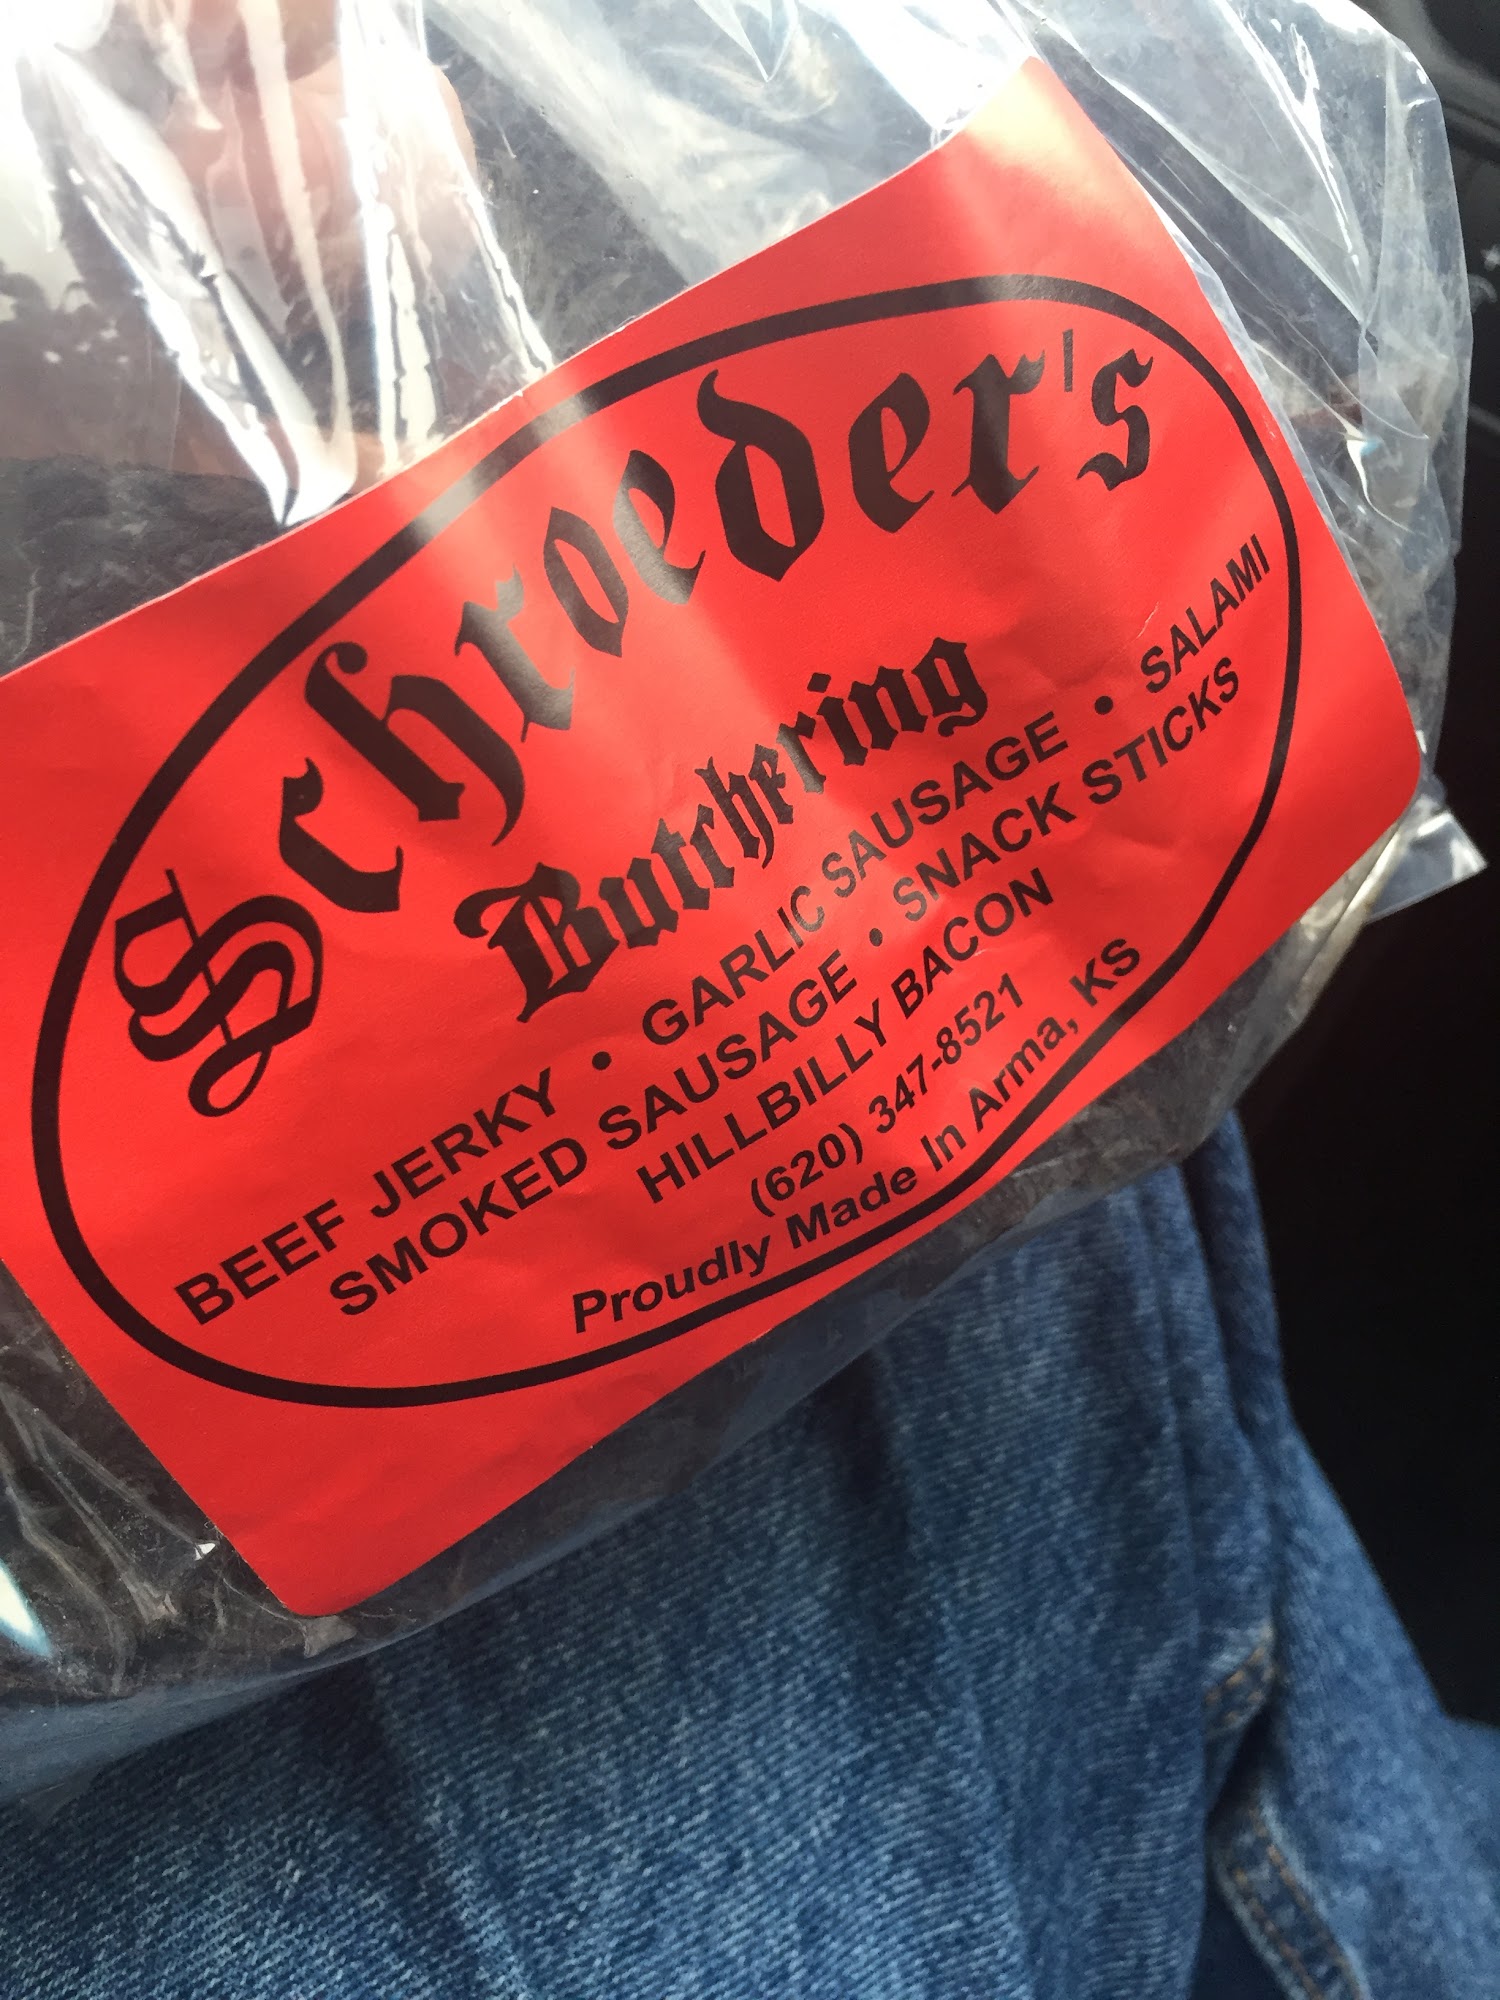 Schroeder's
Butchering
BEEF JERKY • GARLIC SAUSAGE • SALAMI
SMOKED SAUSAGE • SNACK STICKS
HILLBILLY BACON
(620) 347-8521
Proudly Made In Arma, KS